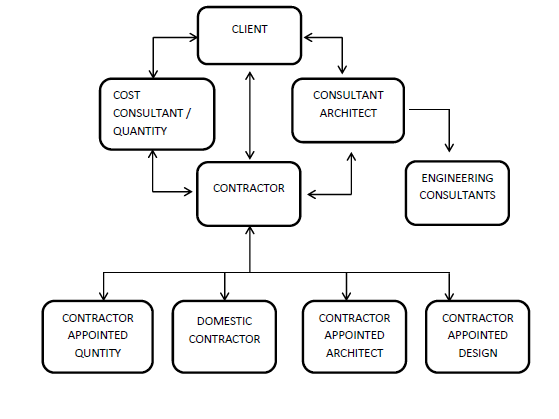 CLIENT
COST
CONSULTANT /
QUANTITY
CONSULTANT
ARCHITECT
CONTRACTOR
ENGINEERING
CONSULTANTS
CONTRACTOR
APPOINTED
QUNTITY
DOMESTIC
CONTRACTOR
CONTRACTOR
APPOINTED
ARCHITECT
CONTRACTOR
APPOINTED
DESIGN